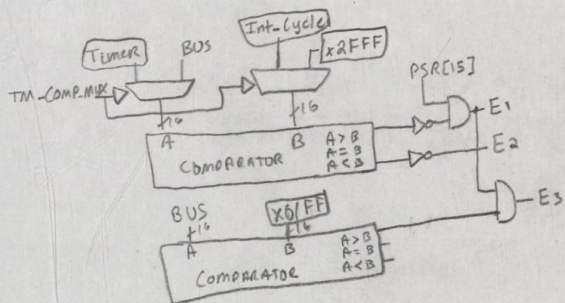 Int-Cycle
Timer
BUS
x2FFF
PSR[15]
TM-COMP.MUX
16
16
E1
A
B
A>B
A=B
A<B
COMPARATOR
E2
BUS
x01FF
16
16
E3
A
B
A>B
A=B
A<B
COMPARATOR